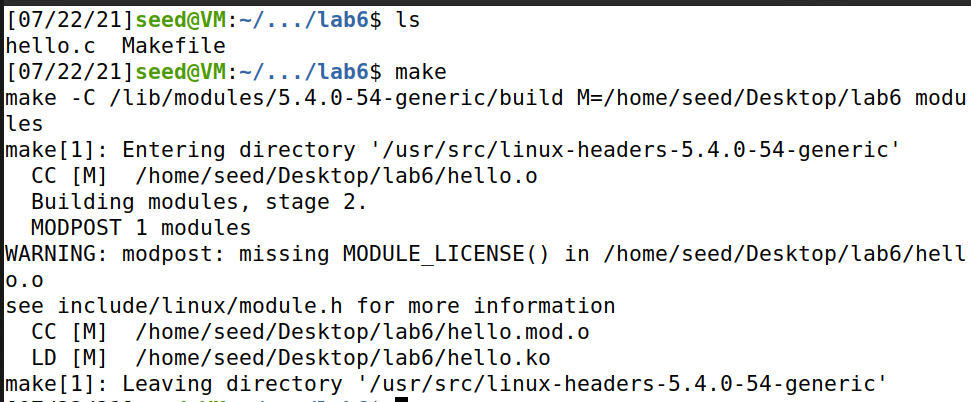 [07/22/21]seed@VM:~/.../lab6$ ls
hello.c  Makefile
[07/22/21]seed@VM:~/.../lab6$ make
make -C /lib/modules/5.4.0-54-generic/build M=/home/seed/Desktop/lab6 modu
les
make[1]: Entering directory '/usr/src/linux-headers-5.4.0-54-generic'
  CC [M]  /home/seed/Desktop/lab6/hello.o
  Building modules, stage 2.
  MODPOST 1 modules
WARNING: modpost: missing MODULE_LICENSE() in /home/seed/Desktop/lab6/hell
o.o
see include/linux/module.h for more information
  CC [M]  /home/seed/Desktop/lab6/hello.mod.o
  LD [M]  /home/seed/Desktop/lab6/hello.ko
make[1]: Leaving directory '/usr/src/linux-headers-5.4.0-54-generic'